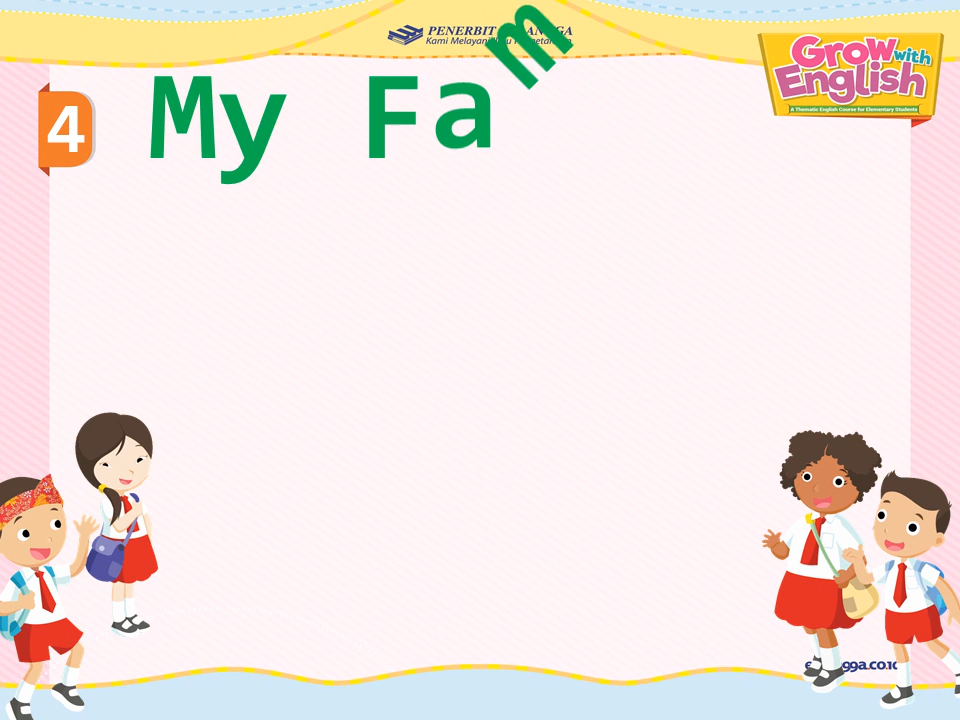 PENERBIT
Kami Melayani
Grow with
English
A Thematic English Course for Elementary Students
4 My Fam